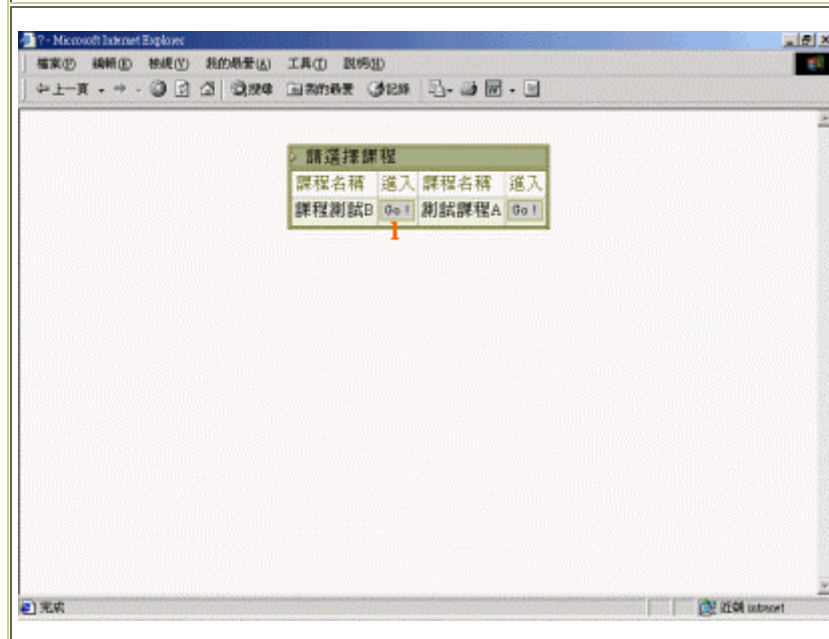 ? - Microsoft Internet Explorer
檔案(F) 編輯(E) 檢視(V) 我的最愛(A) 工具(T) 說明(H)
上一頁 搜尋 我的最愛 記錄
請選擇課程
課程名稱 進入 課程名稱 進入
課程測試B Go ! 測試課程A Go !
1
完成 近端 intranet